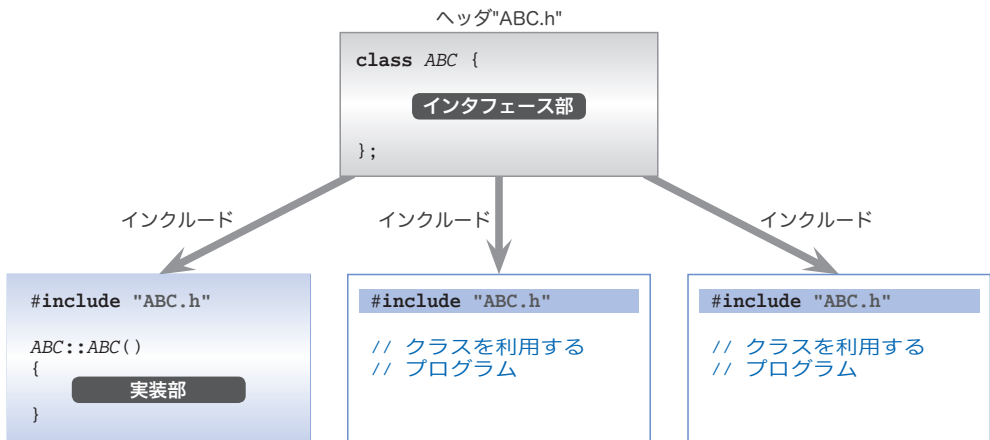 ヘッダ"ABC.h"
class ABC {
インタフェース部
};
インクルード
インクルード
インクルード
#include "ABC.h"
ABC::ABC()
{
実装部
}
#include "ABC.h"
// クラスを利用する
// プログラム
#include "ABC.h"
// クラスを利用する
// プログラム